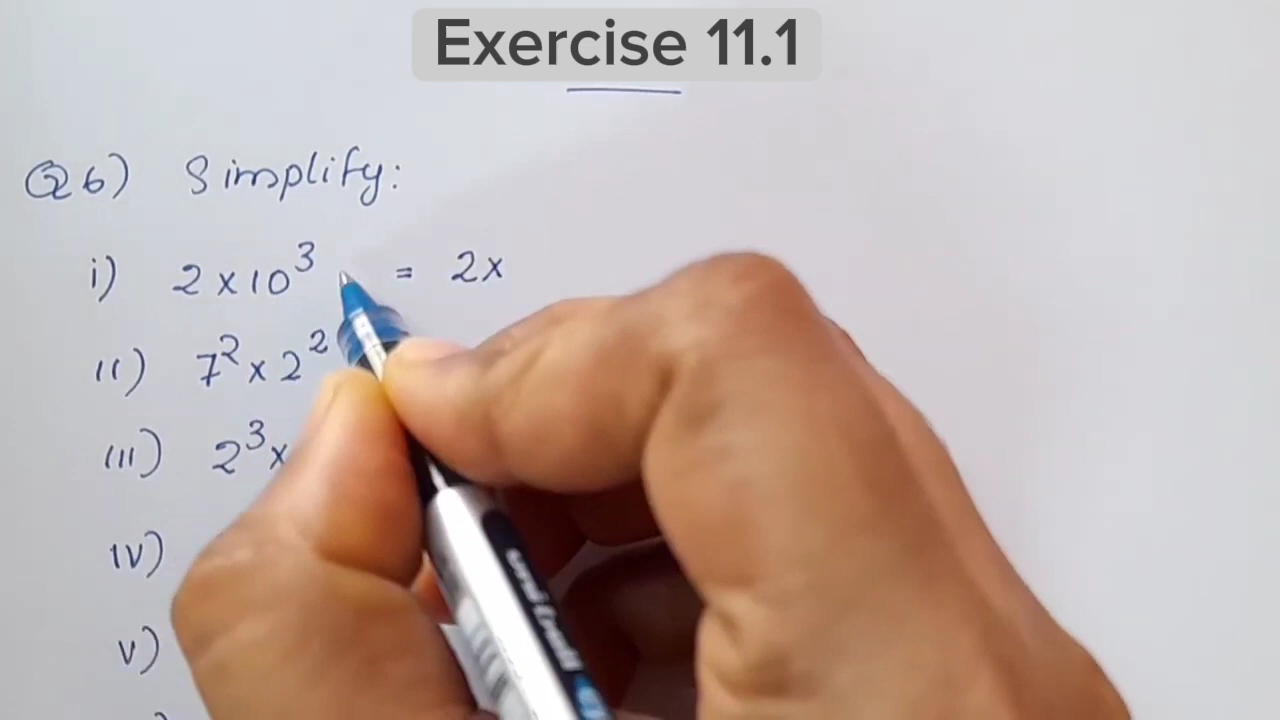 Exercise 11.1
Q6) Simplify:
i) 2 x 10³ = 2x
ii) 7² x 2²
iii) 2³x
iv)
v)